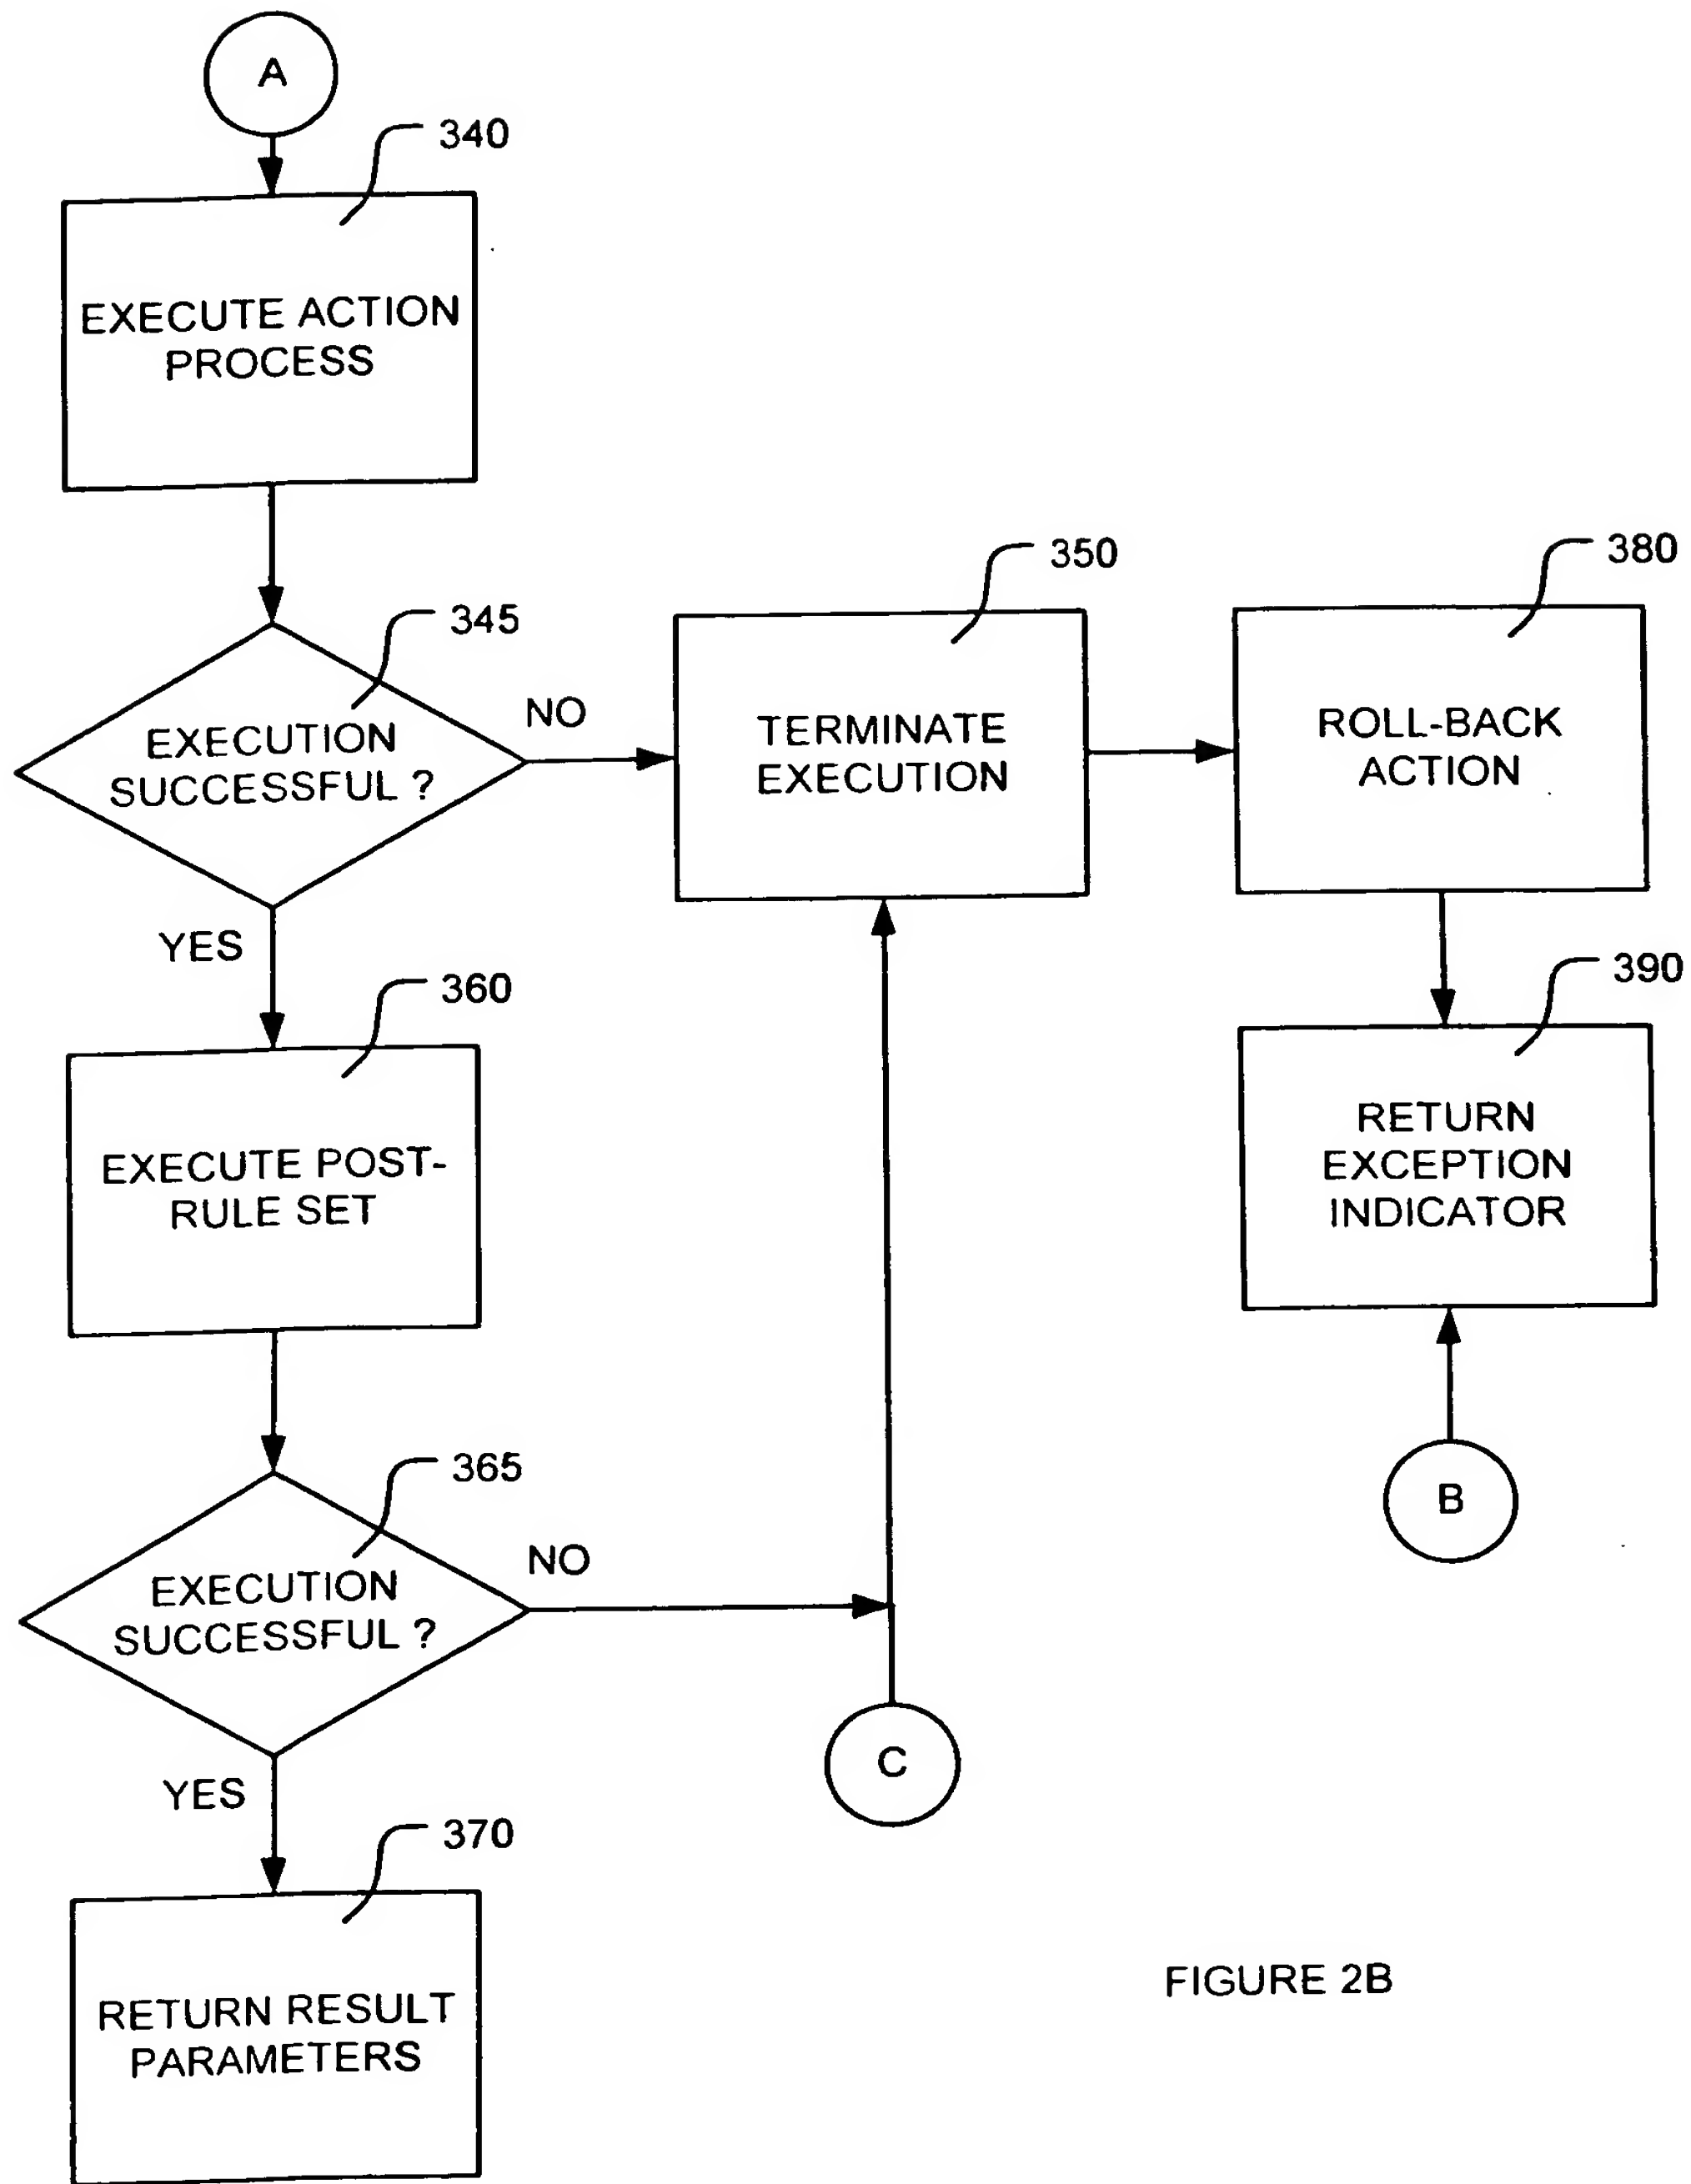 A
340
EXECUTE ACTION
PROCESS
345
EXECUTION
SUCCESSFUL ?
NO
YES
350
TERMINATE
EXECUTION
380
ROLL-BACK
ACTION
360
EXECUTE POST-
RULE SET
390
RETURN
EXCEPTION
INDICATOR
B
365
EXECUTION
SUCCESSFUL ?
NO
YES
C
370
RETURN RESULT
PARAMETERS
FIGURE 2B